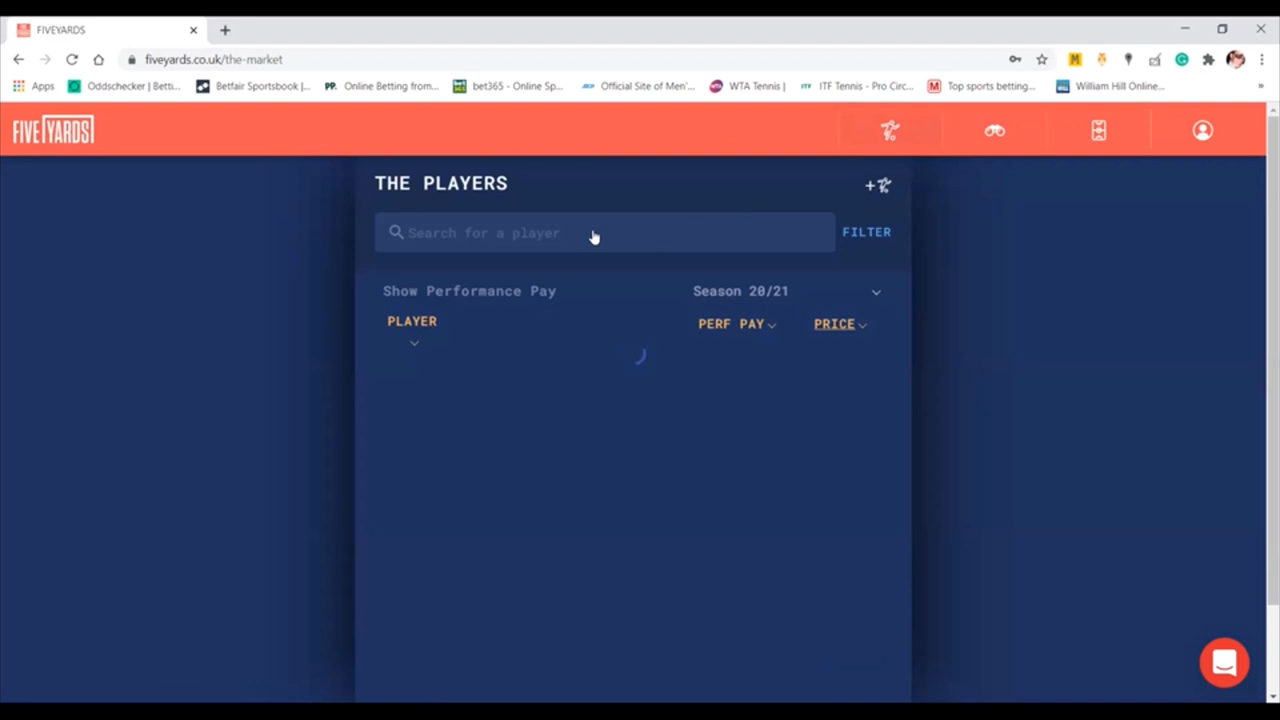 FIVEYARDS
fiveyards.co.uk/the-market
Apps
Oddschecker | Betti...
Betfair Sportsbook |...
PP. Online Betting from...
bet365 - Online Sp...
Official Site of Men'...
WTA Tennis |
ITF Tennis - Pro Circ...
Top sports betting...
William Hill Online...
FIVE YARDS
THE PLAYERS
Search for a player
FILTER
Show Performance Pay
Season 20/21
PLAYER
PERF PAY
PRICE